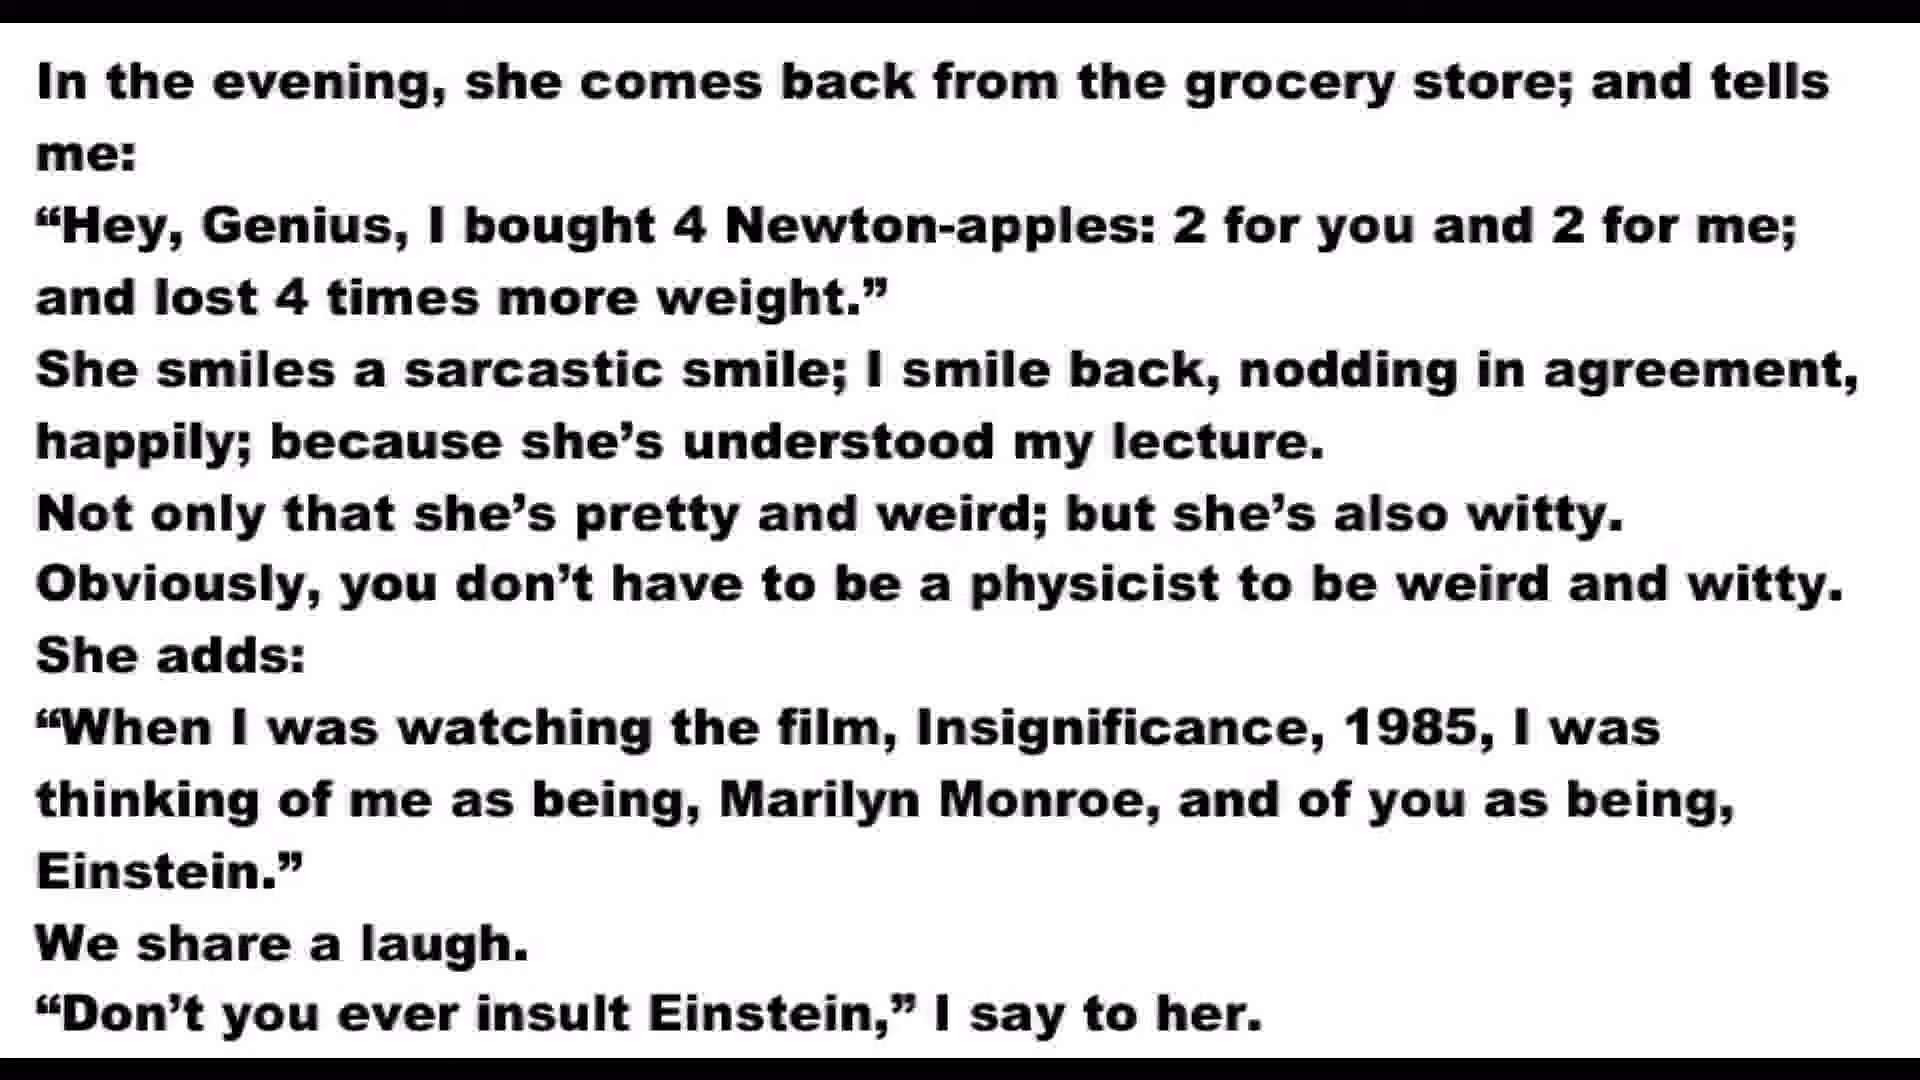 In the evening, she comes back from the grocery store; and tells
me:
“Hey, Genius, I bought 4 Newton-apples: 2 for you and 2 for me;
and lost 4 times more weight.”
She smiles a sarcastic smile; I smile back, nodding in agreement,
happily; because she’s understood my lecture.
Not only that she’s pretty and weird; but she’s also witty.
Obviously, you don’t have to be a physicist to be weird and witty.
She adds:
“When I was watching the film, Insignificance, 1985, I was
thinking of me as being, Marilyn Monroe, and of you as being,
Einstein.”
We share a laugh.
“Don’t you ever insult Einstein,” I say to her.